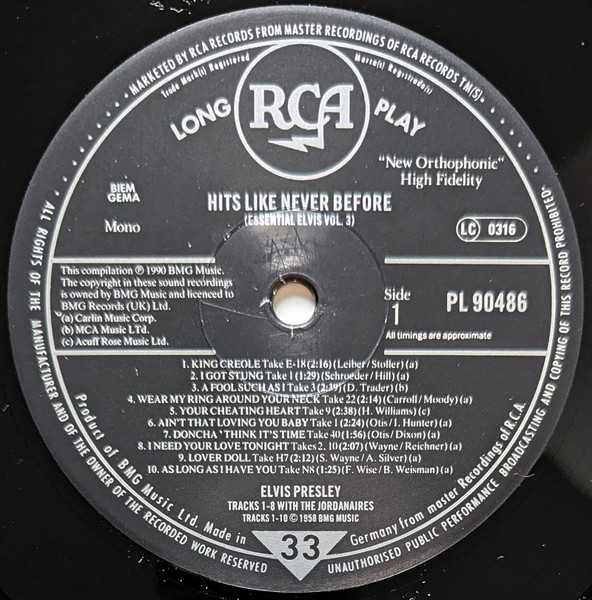 MARKETED BY RCA RECORDS FROM MASTER RECORDINGS OF RCA RECORDS TM(S)
Trade Mark(s) Registered
Marca(s) Registrada(s)
LONG RCA PLAY
"New Orthophonic"
High Fidelity
BIEM
GEMA
HITS LIKE NEVER BEFORE
(ESSENTIAL ELVIS VOL. 3)
Mono
LC 0316
This compilation ℗ 1990 BMG Music.
The copyright in these sound recordings
is owned by BMG Music and licenced to
BMG Records (UK) Ltd.
(a) Carlin Music Corp.
(b) MCA Music LTd.
(c) Acuff Rose Music Ltd.
Side
1
PL 90486
All timings are approximate
1. KING CREOLE Take E-18 (2:16) (Leiber/Stoller) (a)
2. I GOT STUNG Take 1 (1:29) (Schroeder/Hill) (a)
3. A FOOL SUCH AS I Take 3 (2:39) (D. Trader) (b)
4. WEAR MY RING AROUND YOUR NECK Take 22 (2:14) (Carroll/Moody) (a)
5. YOUR CHEATING HEART Take 9 (2:38) (H. Williams) (c)
6. AIN'T THAT LOVING YOU BABY Take 1 (2:24) (Otis/I. Hunter) (a)
7. DONCHA' THINK IT'S TIME Take 40 (1:56) (Otis/Dixon) (a)
8. I NEED YOUR LOVE TONIGHT Takes 2, 10 (2:07) (Wayne/Reichner) (a)
9. LOVER DOLL Take H7 (2:12) (S. Wayne/A. Silver) (a)
10. AS LONG AS I HAVE YOU Take N8 (1:25) (F. Wise/B. Weisman) (a)
ELVIS PRESLEY
TRACKS 1-8 WITH THE JORDANAIRES
TRACKS 1-10 © 1958 BMG MUSIC
Product of BMG Music Ltd. Made in Germany from master Recordings of R.C.A.
33
ALL RIGHTS OF THE MANUFACTURER AND OF THE OWNER OF THE RECORDED WORK RESERVED
UNAUTHORISED PUBLIC PERFORMANCE BROADCASTING AND COPYING OF THIS RECORD PROHIBITED